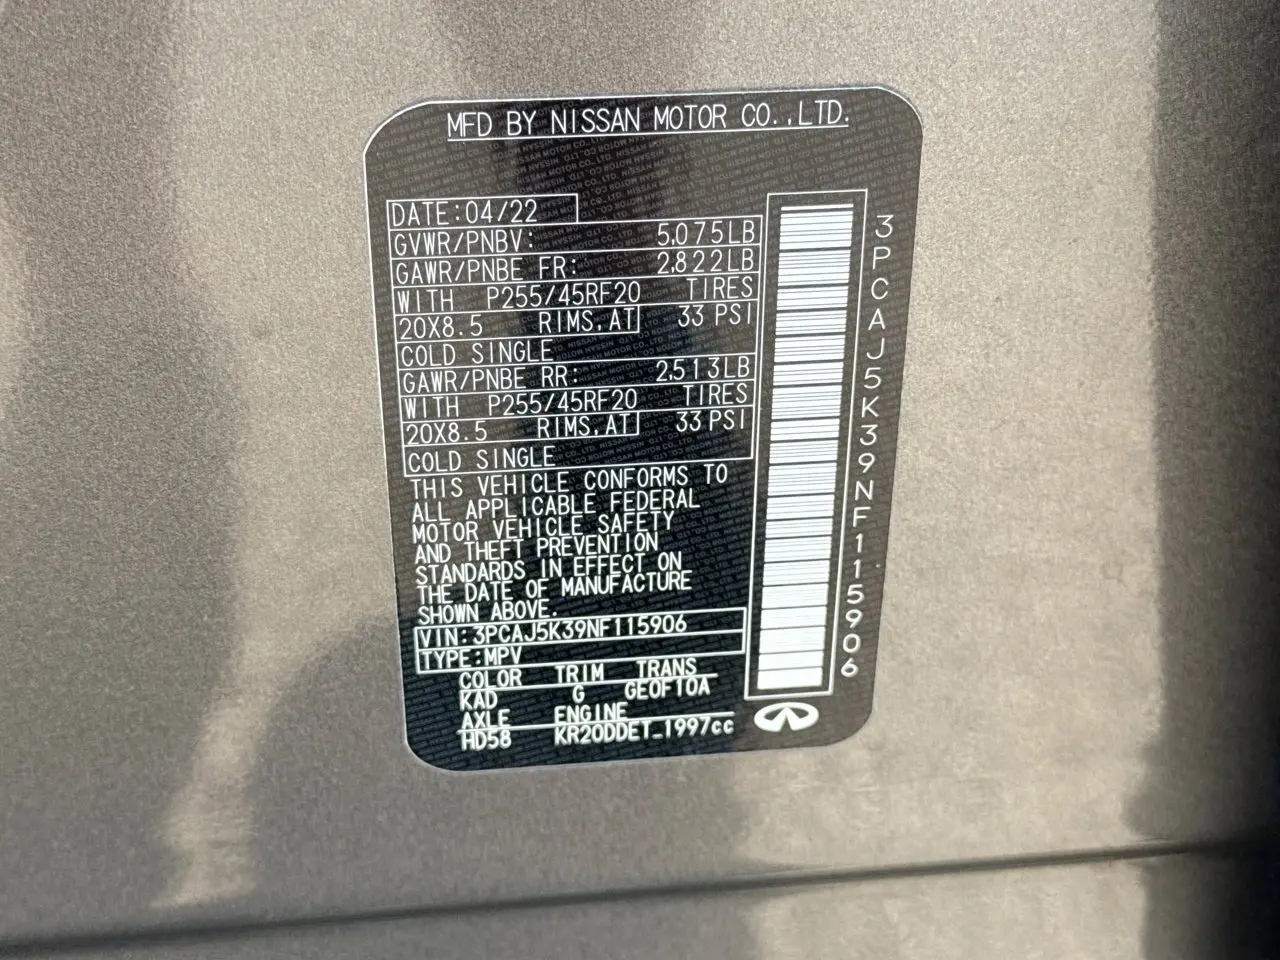 MFD BY NISSAN MOTOR CO.,LTD.
DATE:04/22
GVWR/PNBV: 5,075LB
GAWR/PNBE FR: 2,822LB
WITH P255/45RF20 TIRES
20X8.5 RIMS,AT 33 PSI
COLD SINGLE
GAWR/PNBE RR: 2,513LB
WITH P255/45RF20 TIRES
20X8.5 RIMS,AT 33 PSI
COLD SINGLE
THIS VEHICLE CONFORMS TO
ALL APPLICABLE FEDERAL
MOTOR VEHICLE SAFETY
AND THEFT PREVENTION
STANDARDS IN EFFECT ON
THE DATE OF MANUFACTURE
SHOWN ABOVE.
VIN:3PCAJ5K39NF115906
TYPE:MPV
COLOR TRIM TRANS
KAD G GE0F10A
AXLE ENGINE
HD58 KR20DDET_1997cc
3PCAJ5K39NF115906